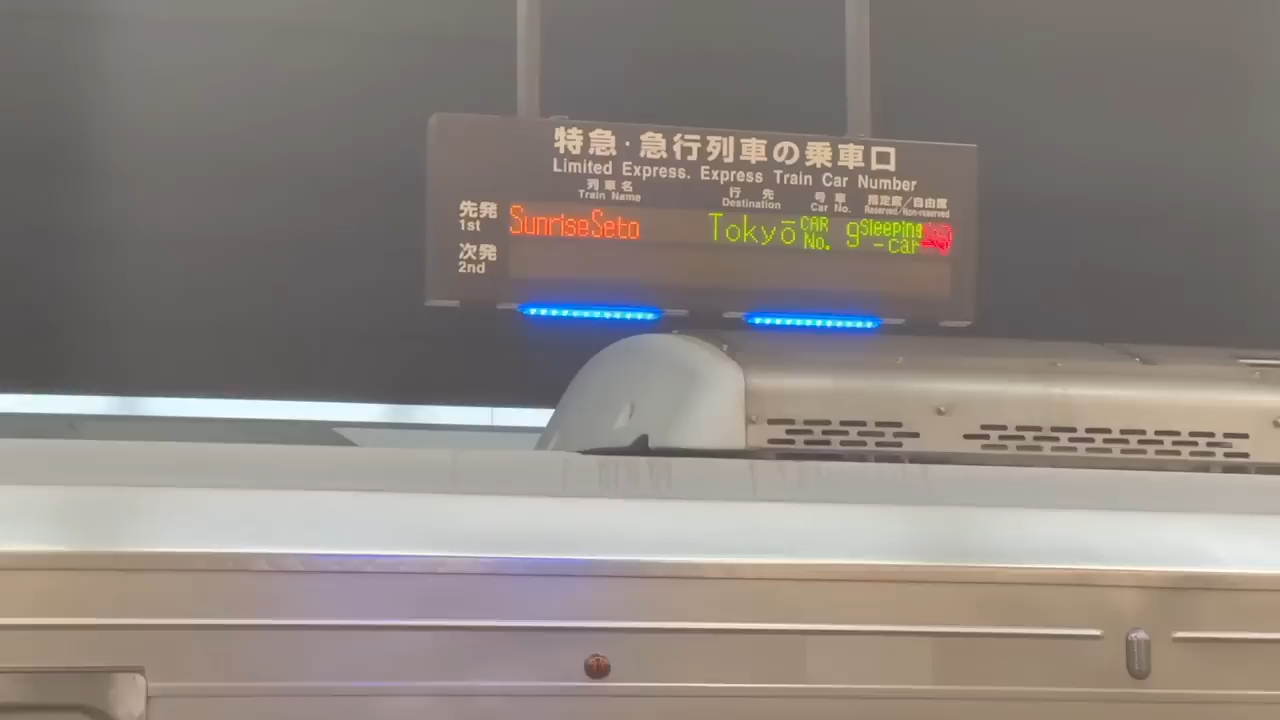 特急・急行列車の乗車口
Limited Express. Express Train Car Number
列車名 行先 号車 指定席/自由席
Train Name Destination Car No. Reserved/Non-reserved
先発 SunriseSeto Tokyō CAR No. 9 Sleeping-car
1st
次発
2nd